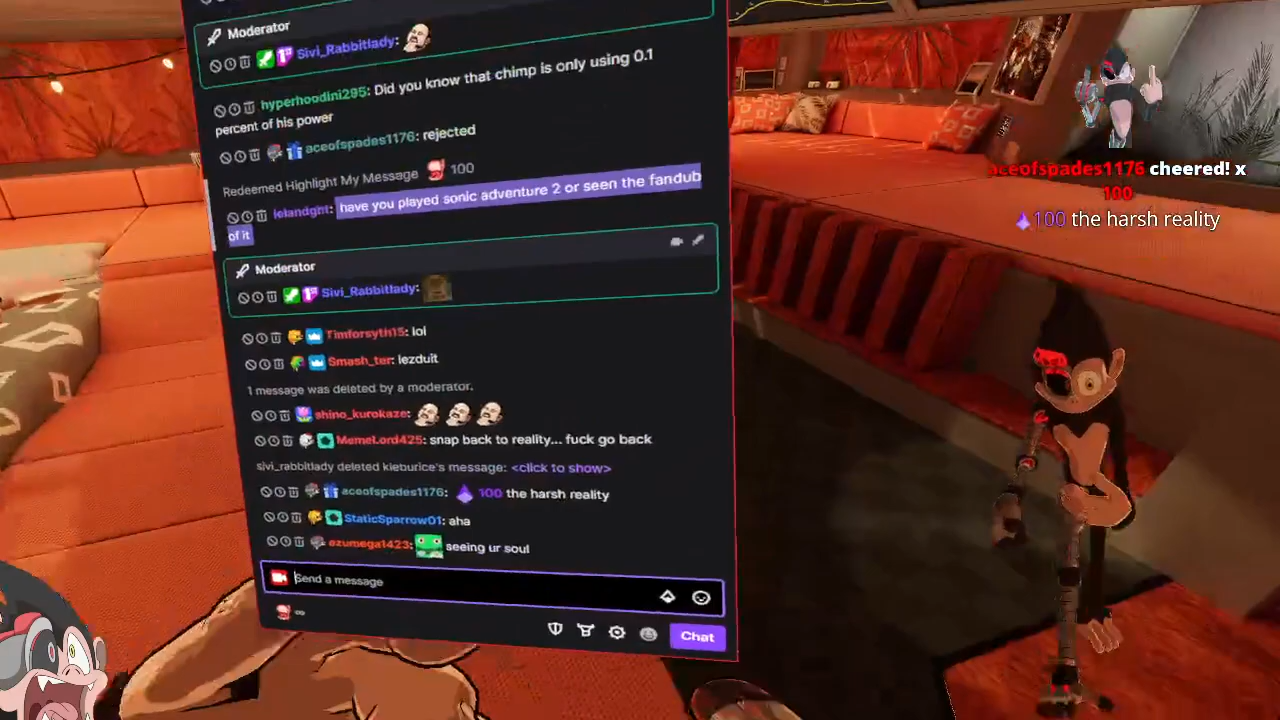 Moderator
Sivi_Rabbitlady:
hyperhoodini295: Did you know that chimp is only using 0.1
percent of his power
aceofspades1176: rejected
Redeemed Highlight My Message 100
lelandght: have you played sonic adventure 2 or seen the fandub
of it
Moderator
Sivi_Rabbitlady:
Timforsyth15: lol
Smash_ter: lezduit
1 message was deleted by a moderator.
shino_kurokaze:
MemeLord425: snap back to reality... fuck go back
sivi_rabbitlady deleted kleburice's message: <click to show>
aceofspades1176: 100 the harsh reality
StaticSparrow01: aha
ezumega1423: seeing ur soul
Send a message
∞
Chat
aceofspades1176 cheered! x
100
100 the harsh reality